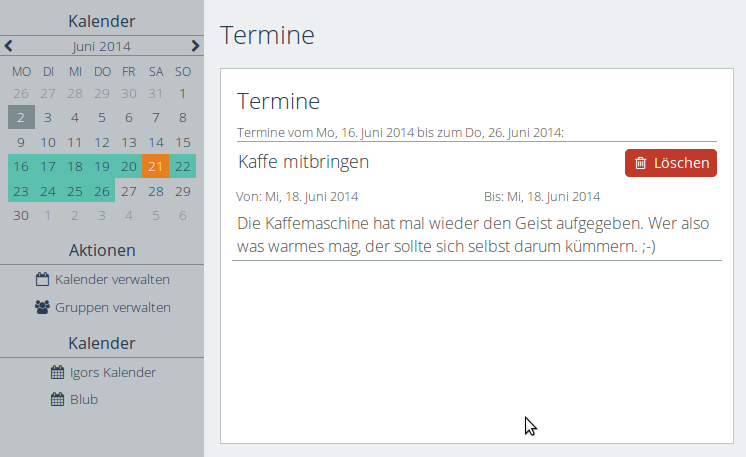 Kalender
Juni 2014
MO DI MI DO FR SA SO
26 27 28 29 30 31 1
2 3 4 5 6 7 8
9 10 11 12 13 14 15
16 17 18 19 20 21 22
23 24 25 26 27 28 29
30 1 2 3 4 5 6
Aktionen
Kalender verwalten
Gruppen verwalten
Kalender
Igors Kalender
Blub
Termine
Termine
Termine vom Mo, 16. Juni 2014 bis zum Do, 26. Juni 2014:
Kaffe mitbringen
Löschen
Von: Mi, 18. Juni 2014 Bis: Mi, 18. Juni 2014
Die Kaffemaschine hat mal wieder den Geist aufgegeben. Wer also
was warmes mag, der sollte sich selbst darum kümmern. ;-)